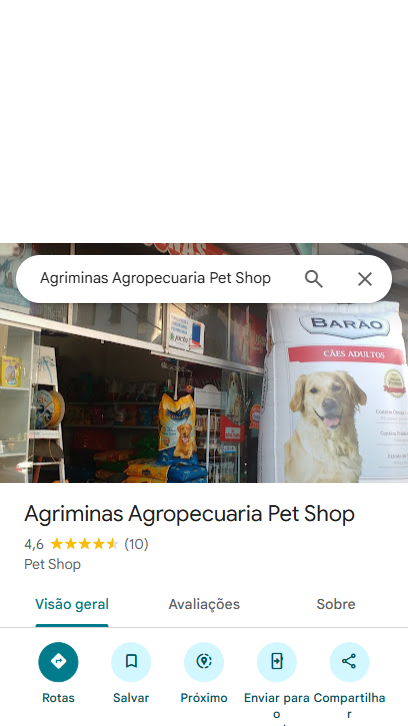 Agriminas Agropecuaria Pet Shop
BARÃO
CÃES ADULTOS
Agriminas Agropecuaria Pet Shop
4,6 (10)
Pet Shop
Visão geral Avaliações Sobre
Rotas Salvar Próximo Enviar para o Compartilhar